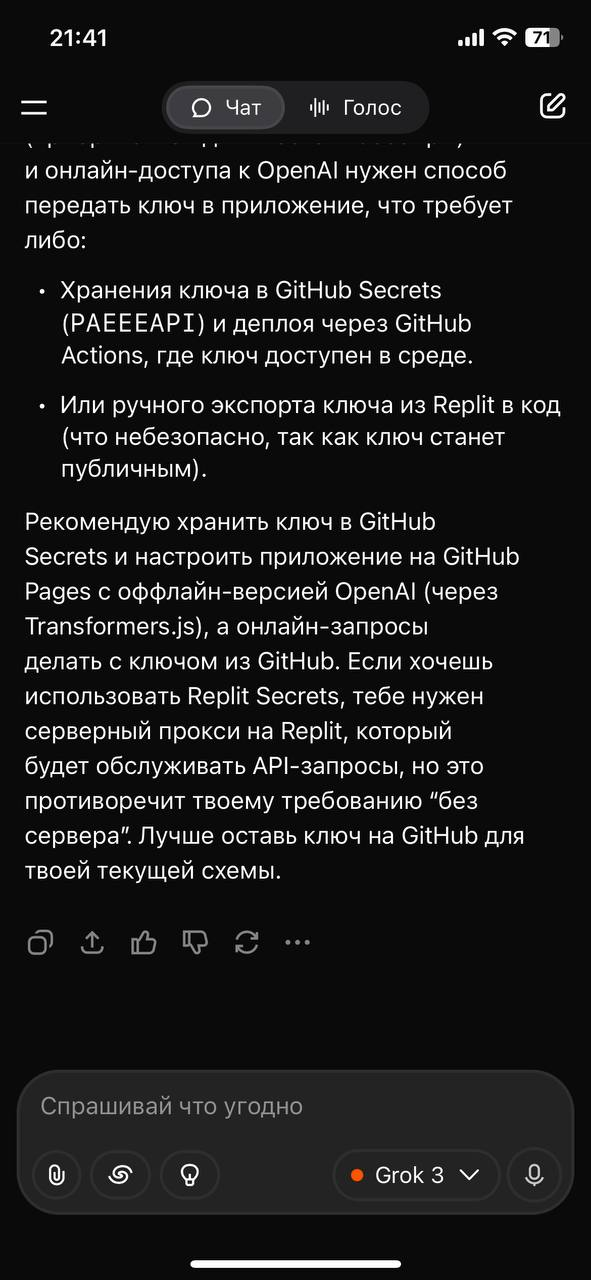 21:41
71
Чат
Голос
и онлайн-доступа к OpenAI нужен способ
передать ключ в приложение, что требует
либо:
• Хранения ключа в GitHub Secrets
(PAEEEAPI) и деплоя через GitHub
Actions, где ключ доступен в среде.
• Или ручного экспорта ключа из Replit в код
(что небезопасно, так как ключ станет
публичным).
Рекомендую хранить ключ в GitHub
Secrets и настроить приложение на GitHub
Pages с оффлайн-версией OpenAI (через
Transformers.js), а онлайн-запросы
делать с ключом из GitHub. Если хочешь
использовать Replit Secrets, тебе нужен
серверный прокси на Replit, который
будет обслуживать API-запросы, но это
противоречит твоему требованию “без
сервера”. Лучше оставь ключ на GitHub для
твоей текущей схемы.
Спрашивай что угодно
Grok 3